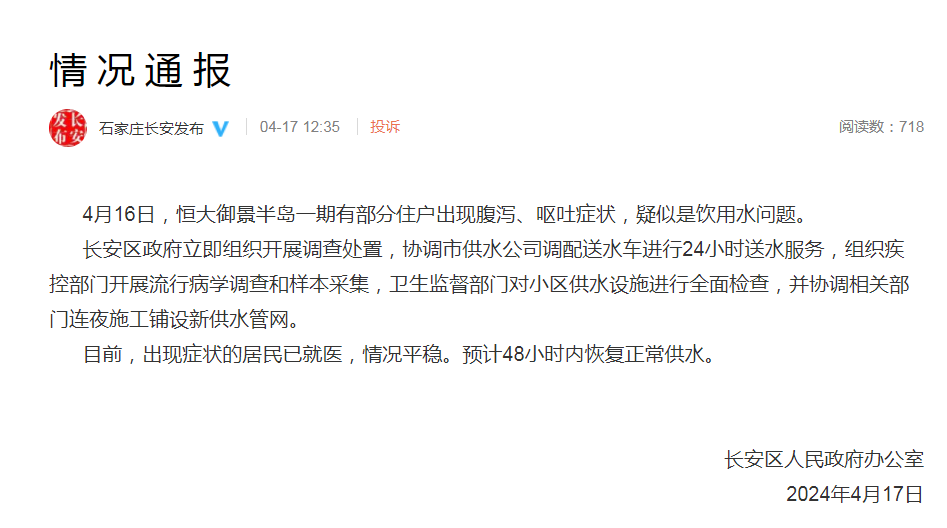 情况通报
发长布安
石家庄长安发布 04-17 12:35 投诉 阅读数：718
4月16日，恒大御景半岛一期有部分住户出现腹泻、呕吐症状，疑似是饮用水问题。
长安区政府立即组织开展调查处置，协调市供水公司调配送水车进行24小时送水服务，组织疾
控部门开展流行病学调查和样本采集，卫生监督部门对小区供水设施进行全面检查，并协调相关部
门连夜施工铺设新供水管网。
目前，出现症状的居民已就医，情况平稳。预计48小时内恢复正常供水。
长安区人民政府办公室
2024年4月17日